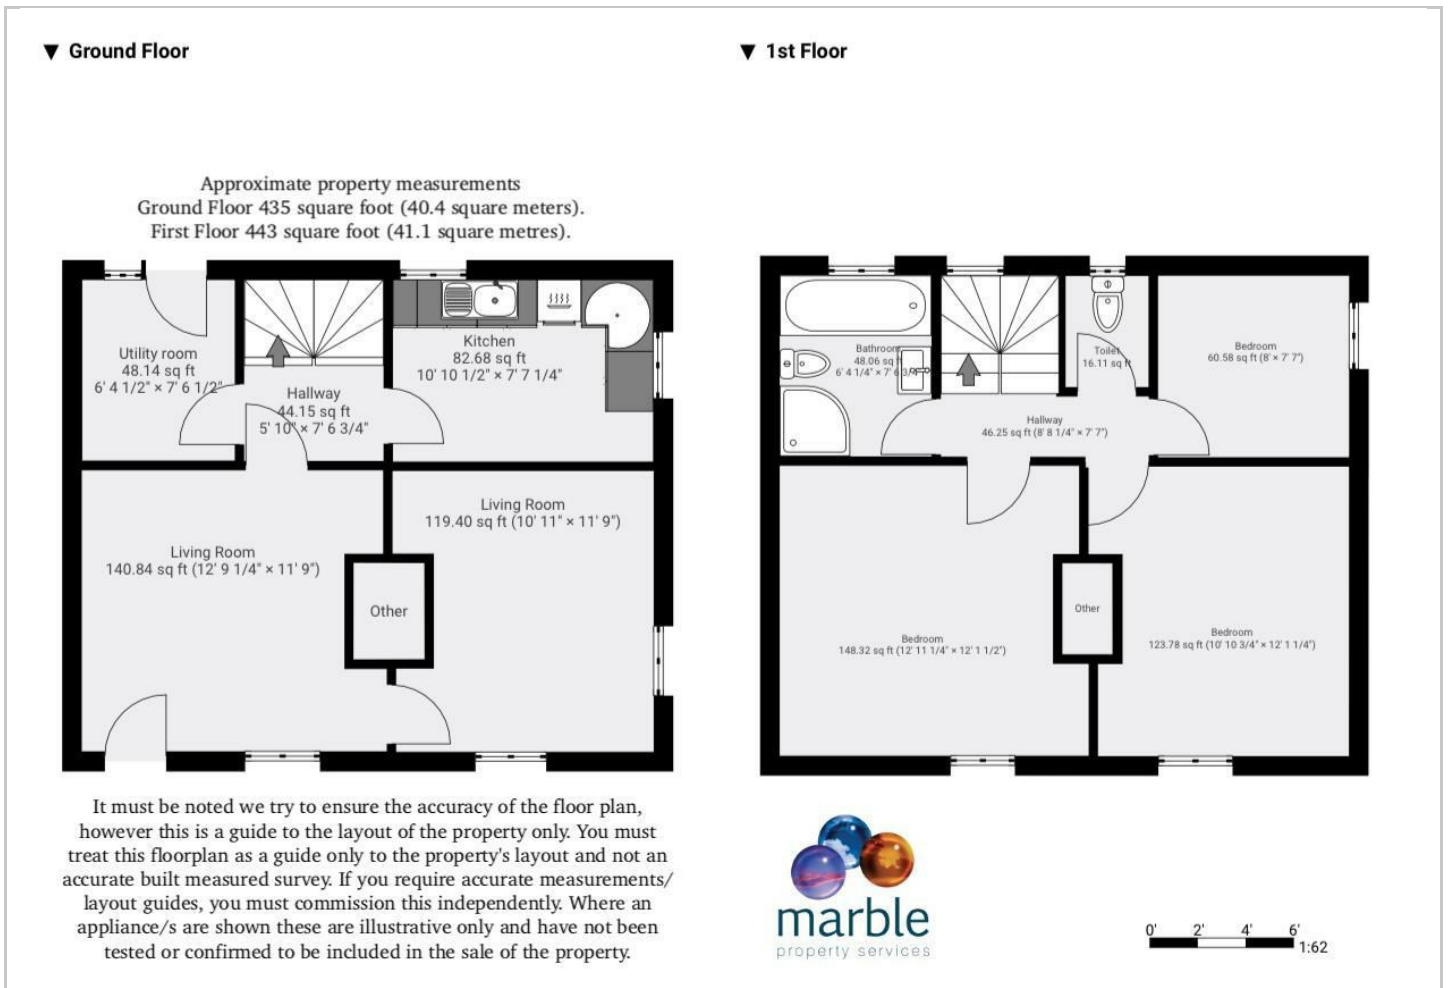 ▼ Ground Floor
Approximate property measurements
Ground Floor 435 square foot (40.4 square meters).
First Floor 443 square foot (41.1 square metres).
Utility room
48.14 sq ft
6' 4 1/2" × 7' 6 1/2"
Hallway
44.15 sq ft
5' 10" × 7' 6 3/4"
Kitchen
82.68 sq ft
10' 10 1/2" × 7' 7 1/4"
Living Room
140.84 sq ft (12' 9 1/4" × 11' 9")
Living Room
119.40 sq ft (10' 11" × 11' 9")
Other
It must be noted we try to ensure the accuracy of the floor plan,
however this is a guide to the layout of the property only. You must
treat this floorplan as a guide only to the property's layout and not an
accurate built measured survey. If you require accurate measurements/
layout guides, you must commission this independently. Where an
appliance/s are shown these are illustrative only and have not been
tested or confirmed to be included in the sale of the property.
▼ 1st Floor
Bathroom
48.06 sq ft
6' 4 1/4" × 7' 6 3/4"
Toilet
16.11 sq ft
Bedroom
60.58 sq ft (8' × 7' 7")
Hallway
46.25 sq ft (8' 8 1/4" × 7' 7")
Bedroom
148.32 sq ft (12' 11 1/4" × 12' 1 1/2")
Other
Bedroom
123.78 sq ft (10' 10 3/4" × 12' 1 1/4")
marble
property services
0' 2' 4' 6'
1:62